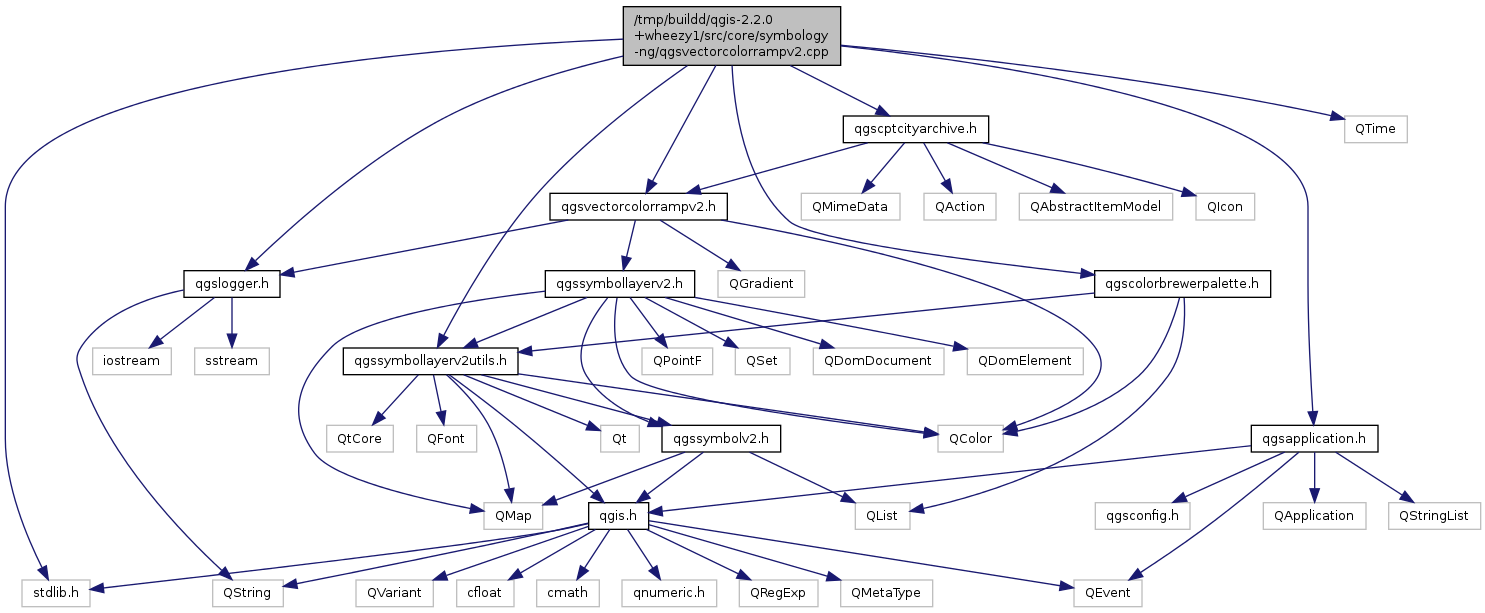 /tmp/buildd/qgis-2.2.0
+wheezy1/src/core/symbology
-ng/qgsvectorcolorrampv2.cpp
qgscptcityarchive.h
QTime
qgsvectorcolorrampv2.h
QMimeData
QAction
QAbstractItemModel
QIcon
qgslogger.h
qgssymbollayerv2.h
QGradient
qgscolorbrewerpalette.h
iostream
sstream
qgssymbollayerv2utils.h
QPointF
QSet
QDomDocument
QDomElement
QtCore
QFont
Qt
qgssymbolv2.h
QColor
qgsapplication.h
QMap
qgis.h
QList
qgsconfig.h
QApplication
QStringList
stdlib.h
QString
QVariant
cfloat
cmath
qnumeric.h
QRegExp
QMetaType
QEvent